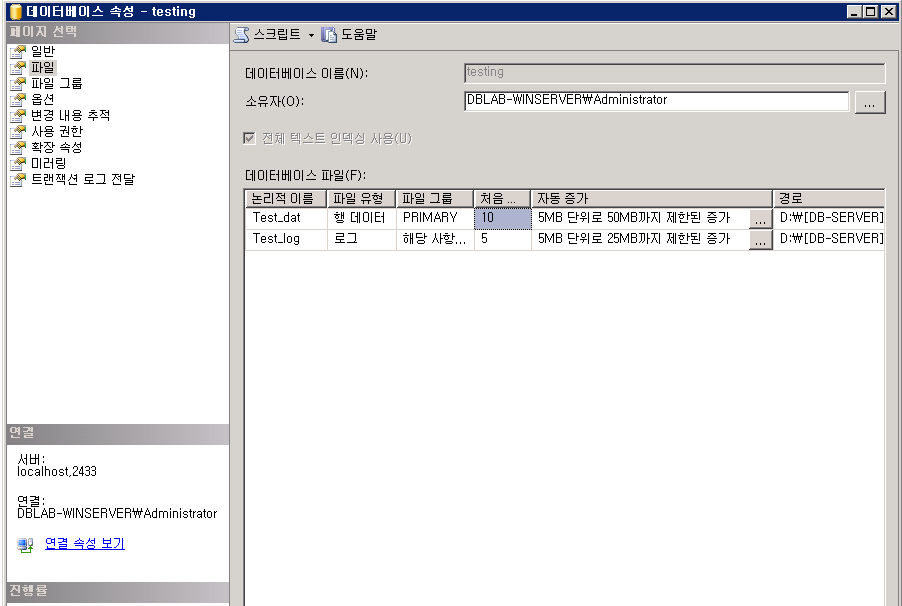 데이터베이스 속성 - testing
페이지 선택
일반
파일
파일 그룹
옵션
변경 내용 추적
사용 권한
확장 속성
미러링
트랜잭션 로그 전달
연결
서버:
localhost,2433
연결:
DBLAB-WINSERVER₩Administrator
연결 속성 보기
진행률
스크립트 도움말
데이터베이스 이름(N): testing
소유자(O): DBLAB-WINSERVER₩Administrator ...
전체 텍스트 인덱싱 사용(U)
데이터베이스 파일(F):
논리적 이름 파일 유형 파일 그룹 처음 ... 자동 증가 경로
Test_dat 행 데이터 PRIMARY 10 5MB 단위로 50MB까지 제한된 증가 ... D:₩[DB-SERVER]
Test_log 로그 해당 사항... 5 5MB 단위로 25MB까지 제한된 증가 ... D:₩[DB-SERVER]